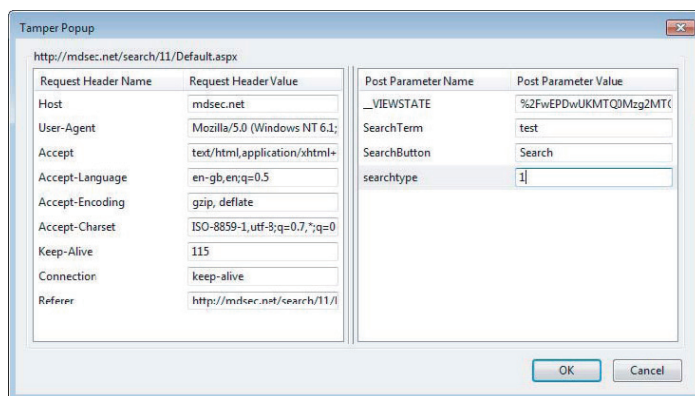 Tamper Popup
http://mdsec.net/search/11/Default.aspx
Request Header Name Request Header Value
Host mdsec.net
User-Agent Mozilla/5.0 (Windows NT 6.1;
Accept text/html,application/xhtml+
Accept-Language en-gb,en;q=0.5
Accept-Encoding gzip, deflate
Accept-Charset ISO-8859-1,utf-8;q=0.7,*;q=0
Keep-Alive 115
Connection keep-alive
Referer http://mdsec.net/search/11/
Post Parameter Name Post Parameter Value
__VIEWSTATE %2FwEPDwUKMTQ3Mzg2MT
SearchTerm test
SearchButton Search
searchtype 1
OK Cancel